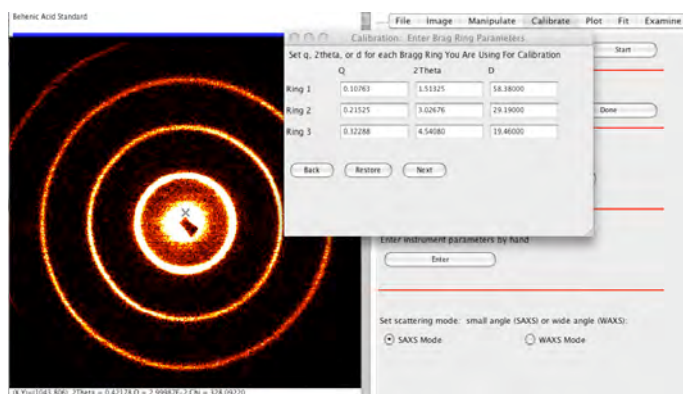 Behenic Acid Standard
File Image Manipulate Calibrate Plot Fit Examine
Calibration: Enter Brag Ring Parameters
Set q, 2theta, or d for each Bragg Ring You Are Using For Calibration
Start
Q 2Theta D
Ring 1 0.10763 1.51325 58.38000
Ring 2 0.21525 3.02676 29.19000
Ring 3 0.32288 4.54080 19.46000
Done
Back Restore Next
Enter instrument parameters by hand
Enter
Set scattering mode: small angle (SAXS) or wide angle (WAXS):
SAXS Mode WAXS Mode